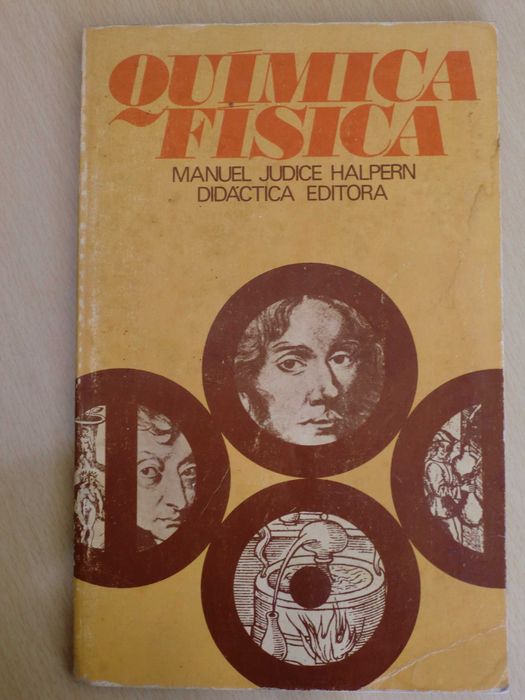 QUÍMICA
FÍSICA
MANUEL JUDICE HALPERN
DIDÁCTICA EDITORA